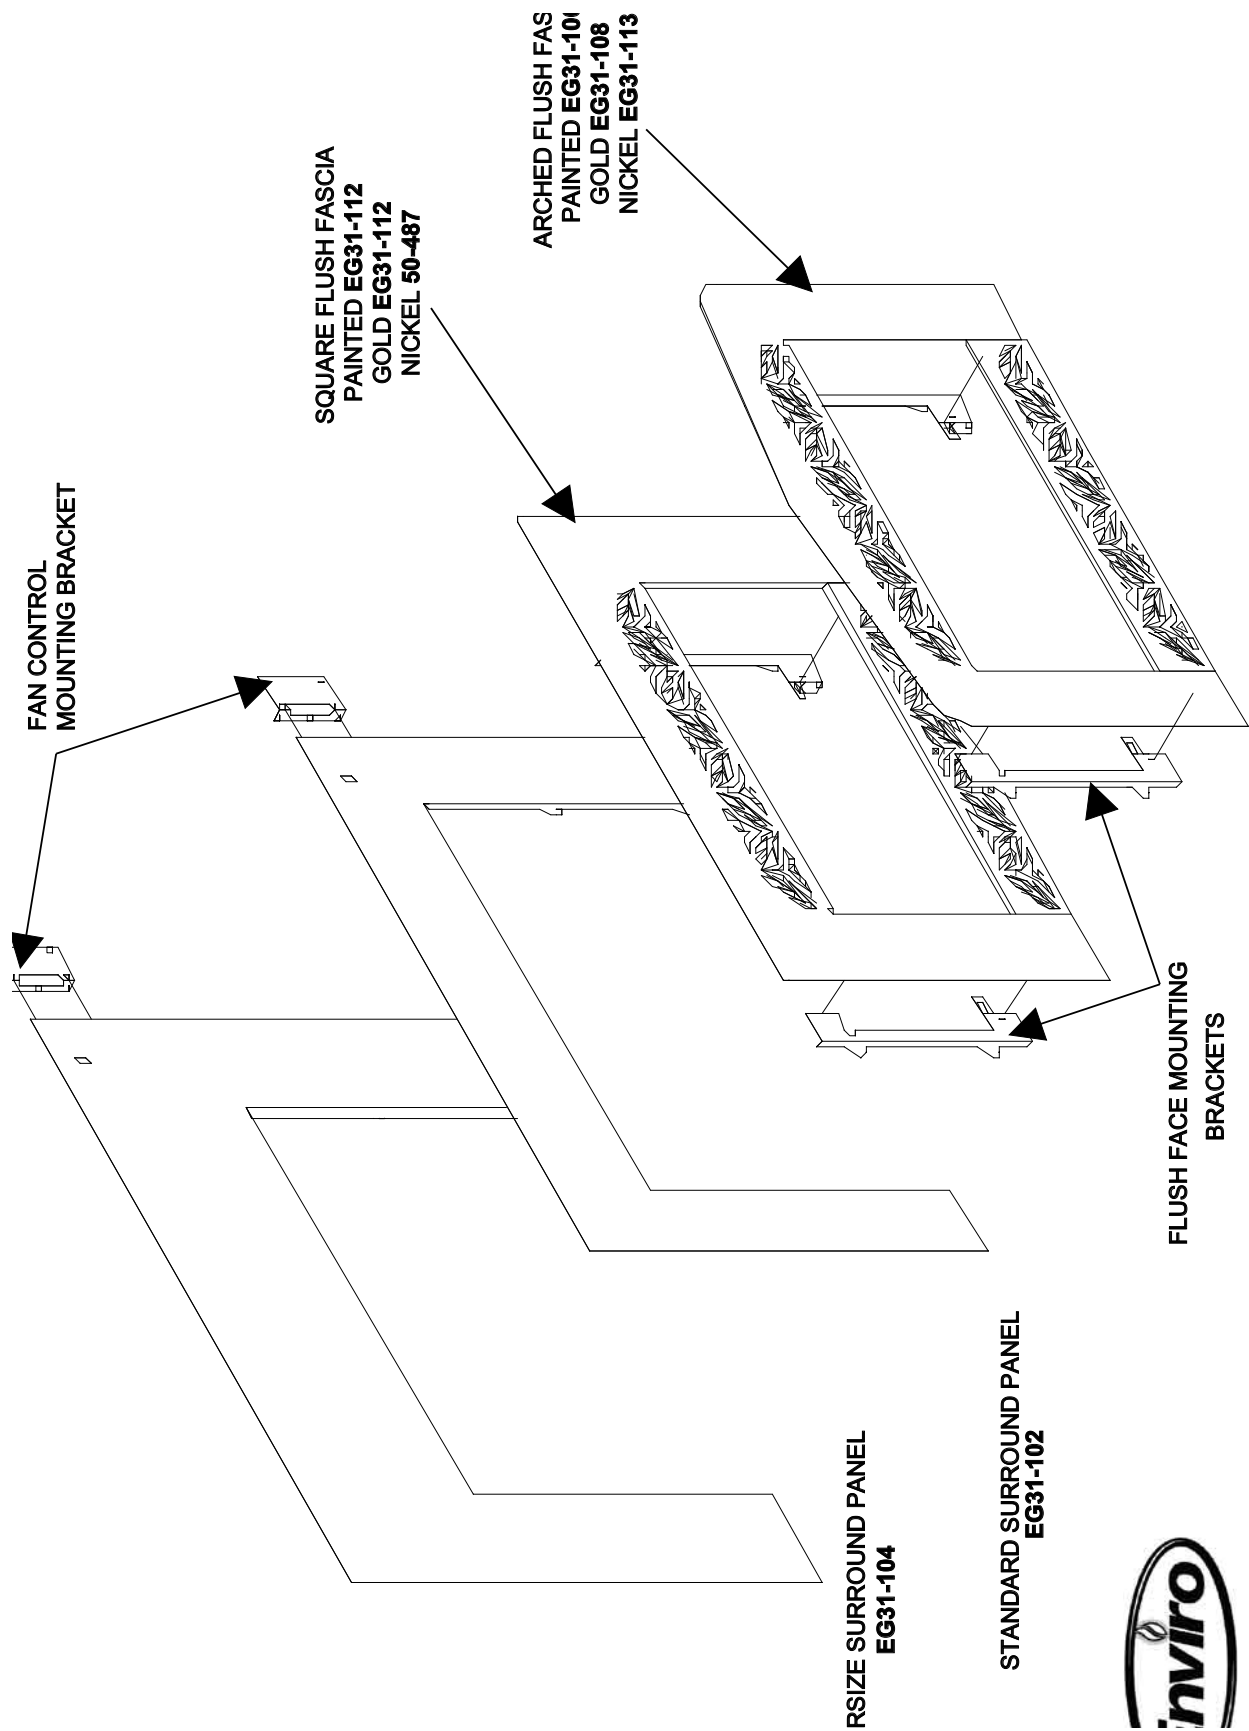 FAN CONTROL
MOUNTING BRACKET
SQUARE FLUSH FASCIA
PAINTED EG31-112
GOLD EG31-112
NICKEL 50-487
ARCHED FLUSH FAS
PAINTED EG31-10
GOLD EG31-108
NICKEL EG31-113
FLUSH FACE MOUNTING
BRACKETS
RSIZE SURROUND PANEL
EG31-104
STANDARD SURROUND PANEL
EG31-102
Enviro